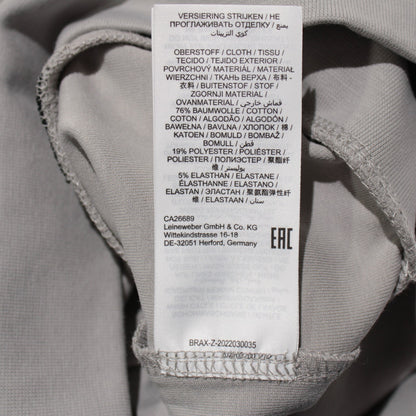 VERSIERING STRIJKEN / НЕ
ПРОГЛАЖИВАТЬ ОТДЕЛКУ / يمنع
كوي التزيينات
OBERSTOFF / CLOTH / TISSU /
TECIDO / TEJIDO EXTERIOR /
POVRCHOVÝ MATERIÁL / MATERIAŁ
WIERZCHNI / ТКАНЬ ВЕРХА / 布料
/ 衣料 / BUITENSTOF / STOF /
ZGORNJI MATERIAL /
OVANMATERIAL / قماش خارجي
76% BAUMWOLLE / COTTON /
COTON / ALGODÃO / ALGODÓN /
BAWEŁNA / BAVLNA / ХЛОПОК / 棉
/ KATOEN / BOMULD / BOMBAŽ /
BOMULL / قطن
19% POLYESTER / POLIÉSTER /
POLIESTER / ПОЛИЭСТЕР / 聚酯纤
维 / بوليستر
5% ELASTHAN / ELASTANE /
ÉLASTHANNE / ELASTANO /
ELASTAN / ЭЛАСТАН / 聚氨酯弹性纤
维 / ELASTAAN /
CA26689
Leineweber GmbH & Co. KG
Wittekindstrasse 16-18
DE-32051 Herford, Germany
EAC
BRAX-Z-2022030035